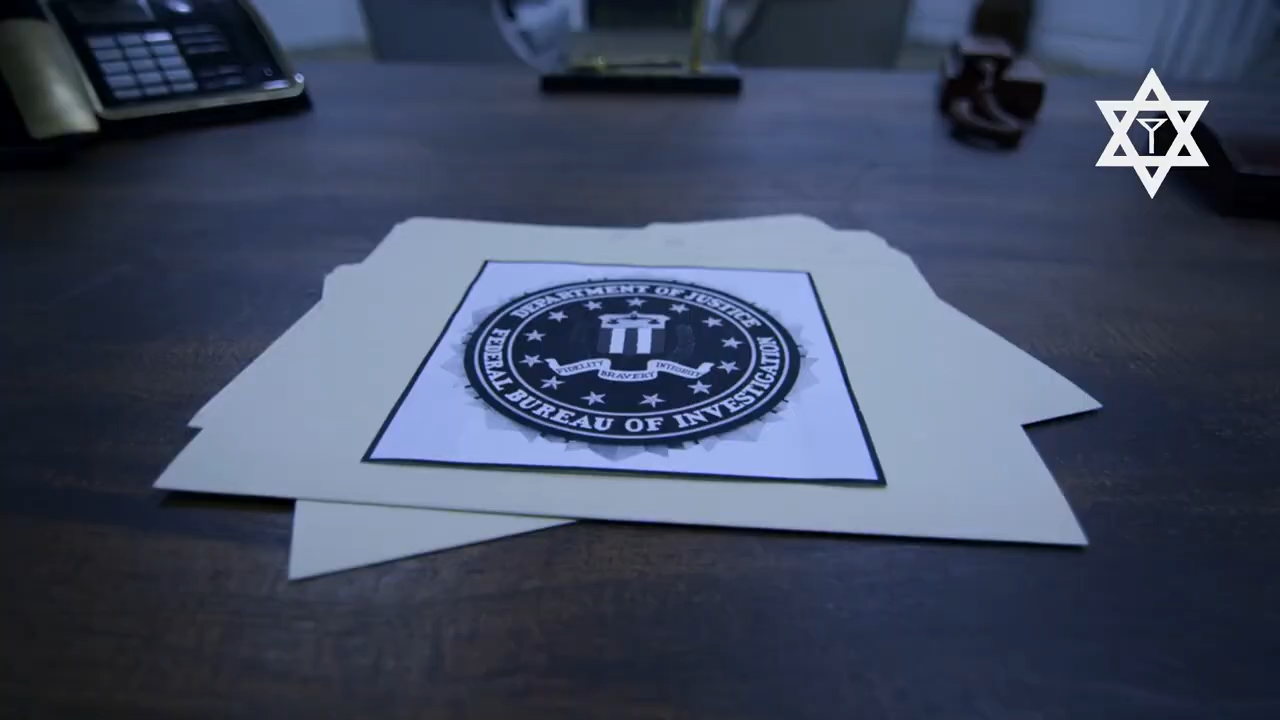 DEPARTMENT OF JUSTICE
FIDELITY BRAVERY INTEGRITY
FEDERAL BUREAU OF INVESTIGATION